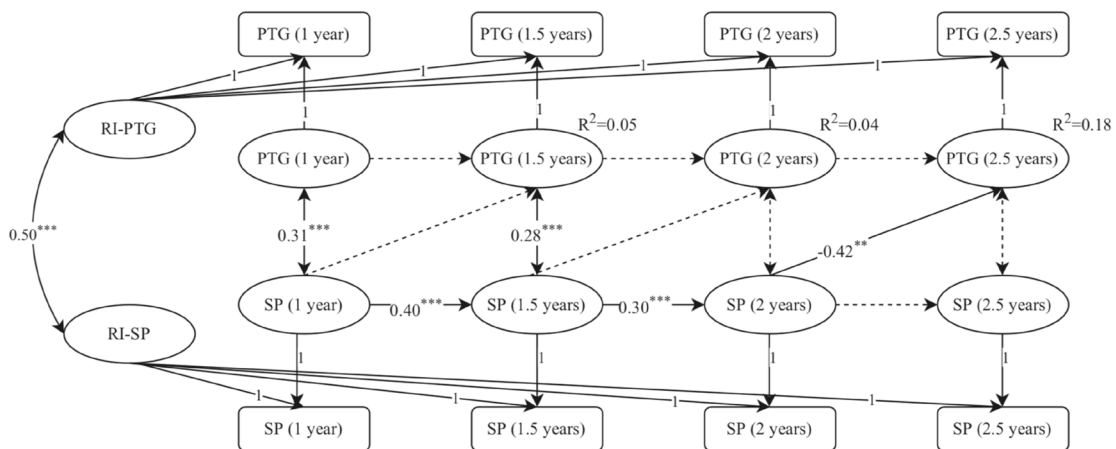 PTG (1 year) PTG (1.5 years) PTG (2 years) PTG (2.5 years)
1 1 1 1
RI-PTG
1 1 1 1
R²=0.05 R²=0.04 R²=0.18
PTG (1 year) PTG (1.5 years) PTG (2 years) PTG (2.5 years)
0.50*** 0.31*** 0.28*** -0.42**
SP (1 year) 0.40*** SP (1.5 years) 0.30*** SP (2 years) SP (2.5 years)
RI-SP
1 1 1 1
1 1 1 1
SP (1 year) SP (1.5 years) SP (2 years) SP (2.5 years)